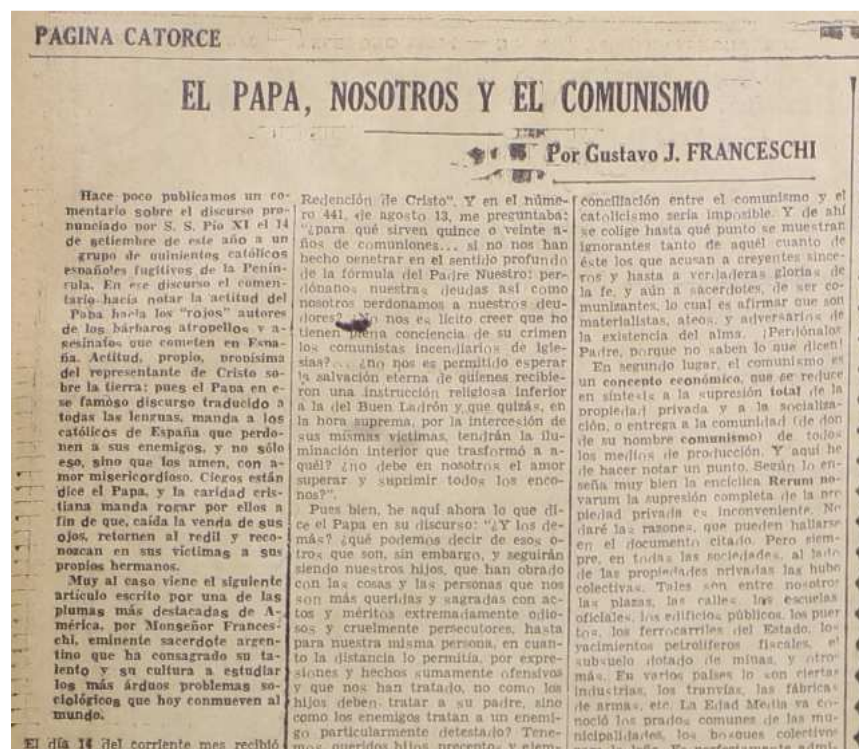 PAGINA CATORCE
EL PAPA, NOSOTROS Y EL COMUNISMO
Por Gustavo J. FRANCESCHI
Hace poco publicamos un co-
mentario sobre el discurso pro-
nunciado por S. S. Pío XI el 14
de setiembre de este año a un
grupo de quinientos católicos
españoles fugitivos de la Penín-
sula. En ese discurso el comen-
tario hacía notar la actitud del
Papa hacia los "rojos" autores
de los bárbaros atropellos y a-
sesinatos que cometen en Espa-
ña. Actitud, propio, propísima
del representante de Cristo so-
bre la tierra: pues el Papa en e-
se famoso discurso traducido a
todas las lenguas, manda a los
católicos de España que perdo-
nen a sus enemigos, y no sólo
eso, sino que los amen, con a-
mor misericordioso. Ciegos están
dice el Papa, y la caridad cris-
tiana manda rogar por ellos a
fin de que, caída la venda de sus
ojos, retornen al redil y reco-
nozcan en sus víctimas a sus
propios hermanos.
Muy al caso viene el siguiente
artículo escrito por una de las
plumas más destacadas de A-
mérica, por Monseñor Frances-
chi, eminente sacerdote argen-
tino que ha consagrado su ta-
lento y su cultura a estudiar
los más árduos problemas so-
ciológicos que hoy conmueven al
mundo.
El día 14 del corriente mes recibió
Redención de Cristo". Y en el núme-
ro 441, de agosto 13, me preguntaba:
"¿para qué sirven quince o veinte a-
ños de comuniones... si no nos han
hecho penetrar en el sentido profundo
de la fórmula del Padre Nuestro: per-
dónanos nuestras deudas así como
nosotros perdonamos a nuestros deu-
dores? ¿No nos es lícito creer que no
tienen plena conciencia de su crimen
los comunistas incendiarios de igle-
sias?... ¿no nos es permitido esperar
la salvación eterna de quienes recibie-
ron una instrucción religiosa inferior
a la del Buen Ladrón y que quizás, en
la hora suprema, por la intercesión de
sus mismas víctimas, tendrán la ilu-
minación interior que trasformó a a-
quél? ¿no debe en nosotros el amor
superar y suprimir todos los enco-
nos?".
Pues bien, he aquí ahora lo que di-
ce el Papa en su discurso: "¿Y los de-
más? ¿qué podemos decir de esos o-
tros que son, sin embargo, y seguirán
siendo nuestros hijos, que han obrado
con las cosas y las personas que nos
son más queridas y sagradas con ac-
tos y méritos extremadamente odio-
sos y cruelmente persecutores, hasta
para nuestra misma persona, en cuan-
to la distancia lo permitía, por expre-
siones y hechos sumamente ofensivos
y que nos han tratado, no como los
hijos deben tratar a su padre, sino
como los enemigos tratan a un enemi-
go particularmente detestado? Tene-
mos queridos hijos preceptos y
conciliación entre el comunismo y el
catolicismo sería imposible. Y de ahí
se colige hasta qué punto se muestran
ignorantes tanto de aquél cuanto de
éste los que acusan a creyentes since-
ros y hasta a verdaderas glorias de
la fe, y aún a sacerdotes, de ser co-
munizantes, lo cual es afirmar que son
materialistas, ateos, y adversarios de
la existencia del alma. ¡Perdónalos
Padre, porque no saben lo que dicen!
En segundo lugar, el comunismo es
un concepto económico, que se reduce
en síntesis a la supresión total de la
propiedad privada y a la socializa-
ción, o entrega a la comunidad (de don
de su nombre comunismo) de todos
los medios de producción. Y aquí he
de hacer notar un punto. Según lo en-
seña muy bien la encíclica Rerum no-
varum la supresión completa de la pro
piedad privada es inconveniente. No
daré las razones, que pueden hallarse
en el documento citado. Pero siem-
pre, en todas las sociedades, al lado
de las propiedades privadas las hubo
colectivas. Tales son entre nosotros
las plazas, las calles las escuelas
oficiales, los edificios públicos, los puer
tos, los ferrocarriles del Estado, los
yacimientos petrolíferos fiscales, el
subsuelo dotado de minas, y otros
más. En varios países lo son ciertas
industrias, los tranvías, las fábricas
de armas, etc. La Edad Media va co-
noció los prados comunes de las mu-
nicipalidades, los bosques colectivos